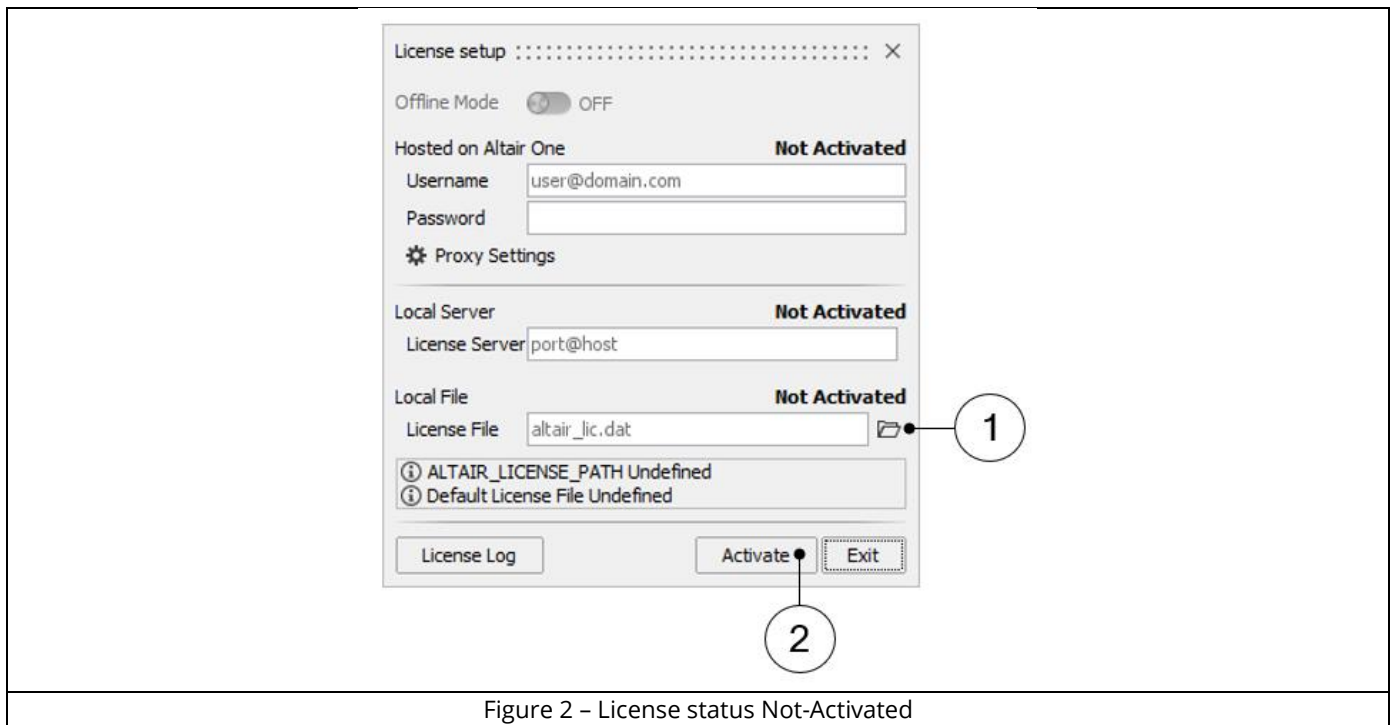 License setup
Offline Mode OFF
Hosted on Altair One Not Activated
Username user@domain.com
Password
Proxy Settings
Local Server Not Activated
License Server port@host
Local File Not Activated
License File altair_lic.dat
1
ALTAIR_LICENSE_PATH Undefined
Default License File Undefined
License Log Activate Exit
2
Figure 2 – License status Not-Activated